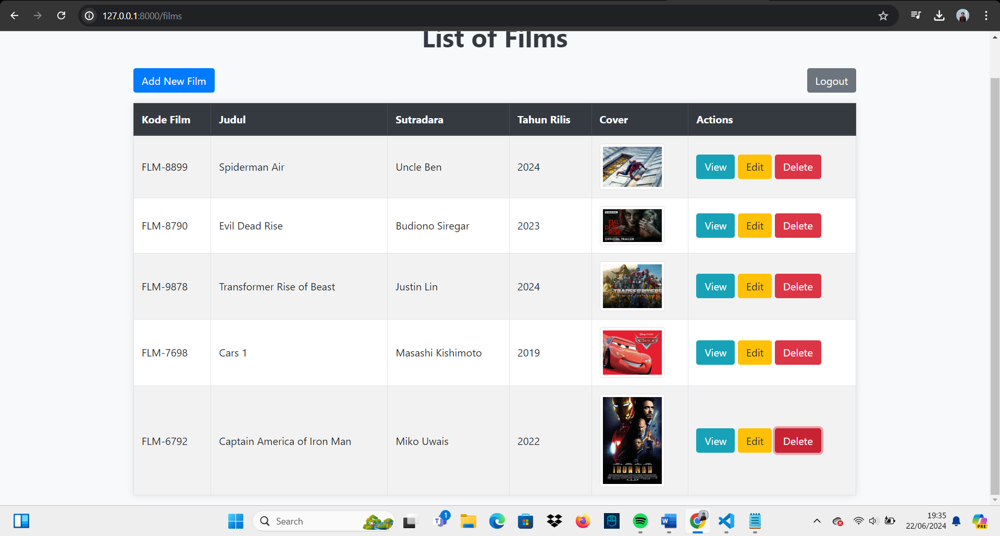 127.0.0.1:8000/films
List of Films
Add New Film
Logout
Kode Film Judul Sutradara Tahun Rilis Cover Actions
FLM-8899 Spiderman Air Uncle Ben 2024 View Edit Delete
FLM-8790 Evil Dead Rise Budiono Siregar 2023 View Edit Delete
EVIL
DEAD
RISE
OFFICIAL TRAILER
FLM-9878 Transformer Rise of Beast Justin Lin 2024 View Edit Delete
TRANSFORMERS
FLM-7698 Cars 1 Masashi Kishimoto 2019 View Edit Delete
Cars
FLM-6792 Captain America of Iron Man Miko Uwais 2022 View Edit Delete
IRON MAN
Search
1
19:35
22/06/2024
PRE